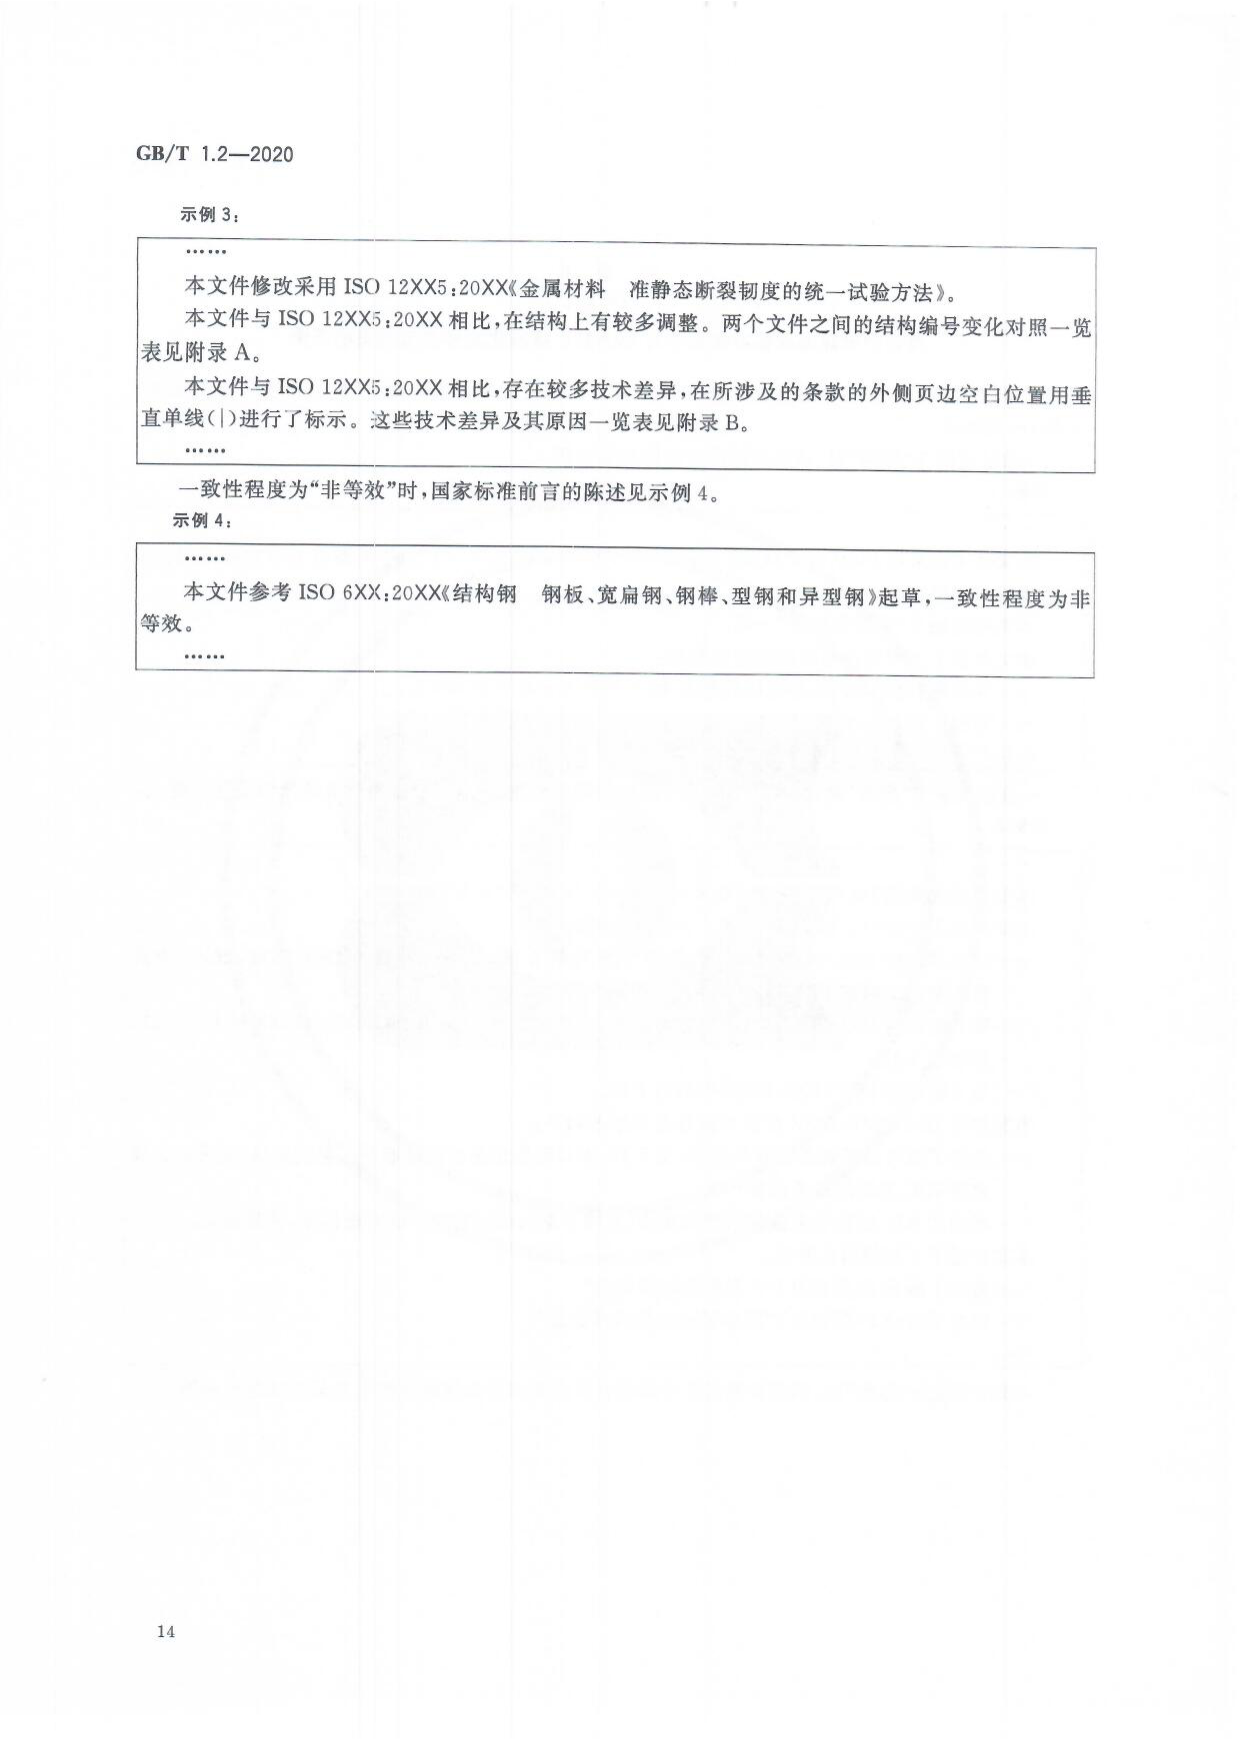 GB/T 1.2—2020
示例 3：
……
本文件修改采用 ISO 12XX5:20XX《金属材料　准静态断裂韧度的统一试验方法》。
本文件与 ISO 12XX5:20XX 相比,在结构上有较多调整。两个文件之间的结构编号变化对照一览
表见附录 A。
本文件与 ISO 12XX5:20XX 相比,存在较多技术差异,在所涉及的条款的外侧页边空白位置用垂
直单线(|)进行了标示。这些技术差异及其原因一览表见附录 B。
……
一致性程度为“非等效”时,国家标准前言的陈述见示例 4。
示例 4：
……
本文件参考 ISO 6XX:20XX《结构钢　钢板、宽扁钢、钢棒、型钢和异型钢》起草,一致性程度为非
等效。
……
14